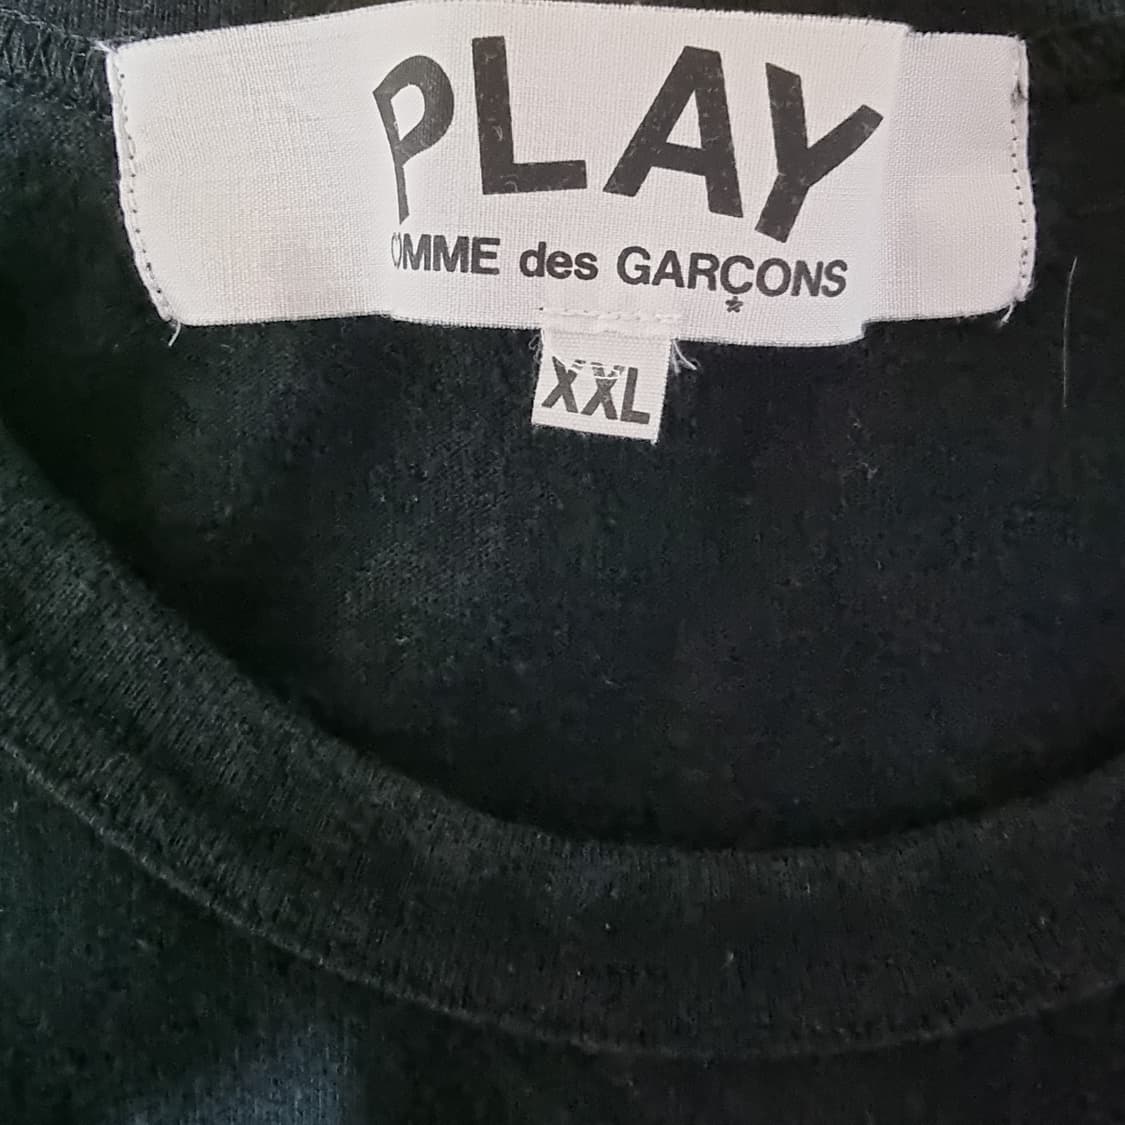 PLAY
COMME des GARÇONS
*
XXL